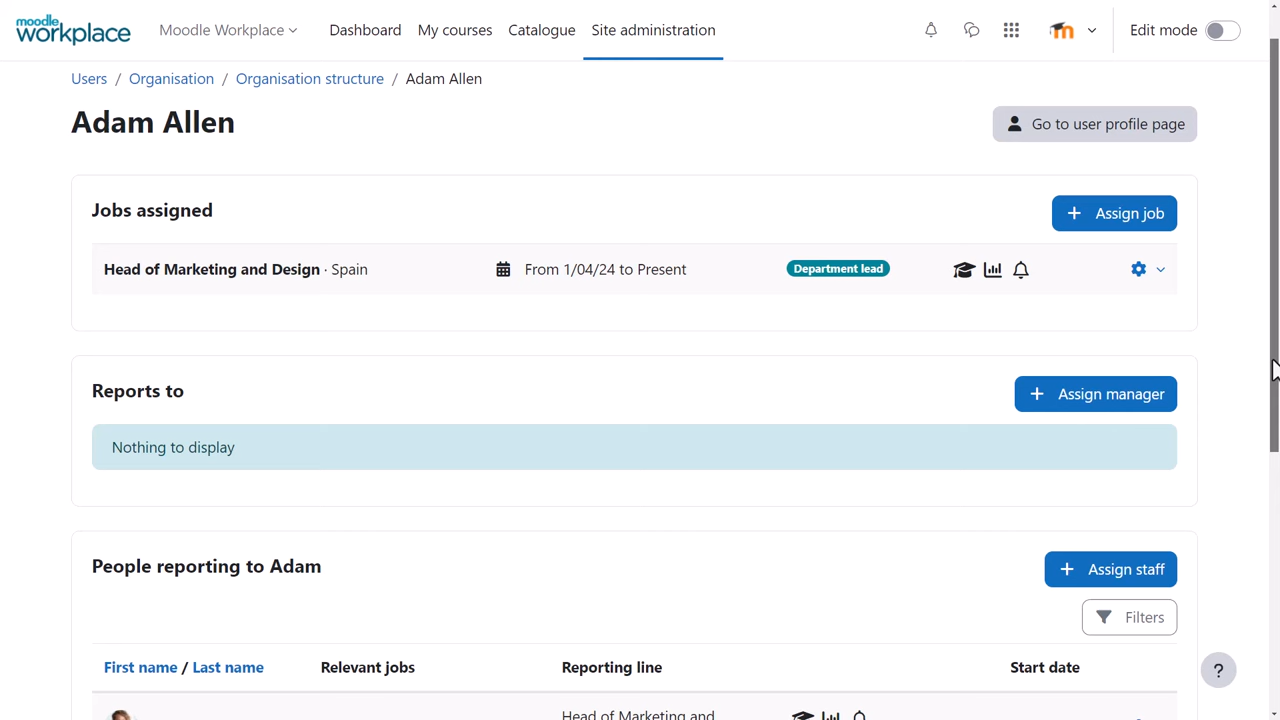 moodle
workplace
Moodle Workplace
Dashboard
My courses
Catalogue
Site administration
Edit mode
Users / Organisation / Organisation structure / Adam Allen
Adam Allen
Go to user profile page
Jobs assigned
+ Assign job
Head of Marketing and Design · Spain
From 1/04/24 to Present
Department lead
Reports to
+ Assign manager
Nothing to display
People reporting to Adam
+ Assign staff
Filters
First name / Last name
Relevant jobs
Reporting line
Start date
Head of Marketing and
?